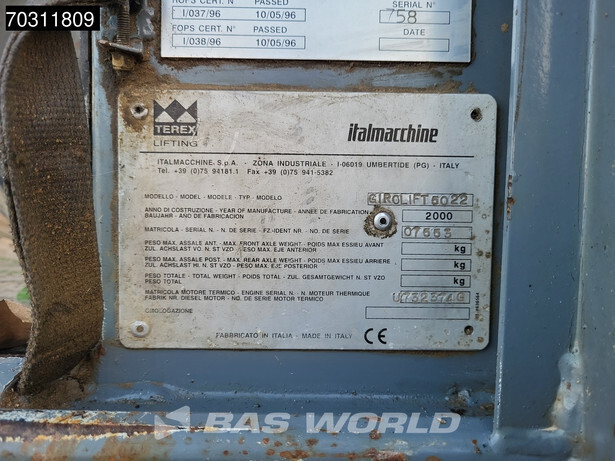 70311809
ROPS CERT. N PASSED
I/037/96 10/05/96
FOPS CERT. N° PASSED
I/038/96 10/05/96
SERIAL N°
758
DATE
TEREX
LIFTING
italmacchine
ITALMACCHINE S.p.A. - ZONA INDUSTRIALE - I-06019 UMBERTIDE (PG) - ITALY
Tel. +39 (0)75 94181.1 Fax +39 (0)75 941-5382
MODELLO - MODEL - MODELE - TYP - MODELO GIROLIFT 5022
ANNO DI COSTRUZIONE - YEAR OF MANUFACTURE - ANNEE DE FABRICATION
BAUJAHR - ANO DE FABRICACION 2000
MATRICOLA - SERIAL N. - N. DE SERIE - FZ-IDENT NR. - NO. DE SERIE 07653
PESO MAX. ASSALE ANT. - MAX. FRONT AXLE WEIGHT - POIDS MAX ESSIEU AVANT
ZUL ACHSLAST VO. N. ST VZO - PESO MAX. EJE ANTERIOR kg
PESO MAX. ASSALE POST. - MAX. REAR AXLE WEIGHT - POIDS MAX ESSIEU ARRIERE
ZUL. ACHSLAST HI. N. ST VZO - PESO MAX. EJE POSTERIOR kg
PESO TOTALE - TOTAL WEIGHT - POIDS TOTAL - ZUL. GESAMTGEWICHT N. ST VZO
PESO TOTAL kg
MATRICOLA MOTORE TERMICO - ENGINE SERIAL N. - N° MOTEUR THERMIQUE
FABRIK NR. DIESEL MOTOR - NO. DE SERIE MOTOR TERMICO U732374G
OMOLOGAZIONE
FABBRICATO IN ITALIA - MADE IN ITALY
CE
BAS WORLD